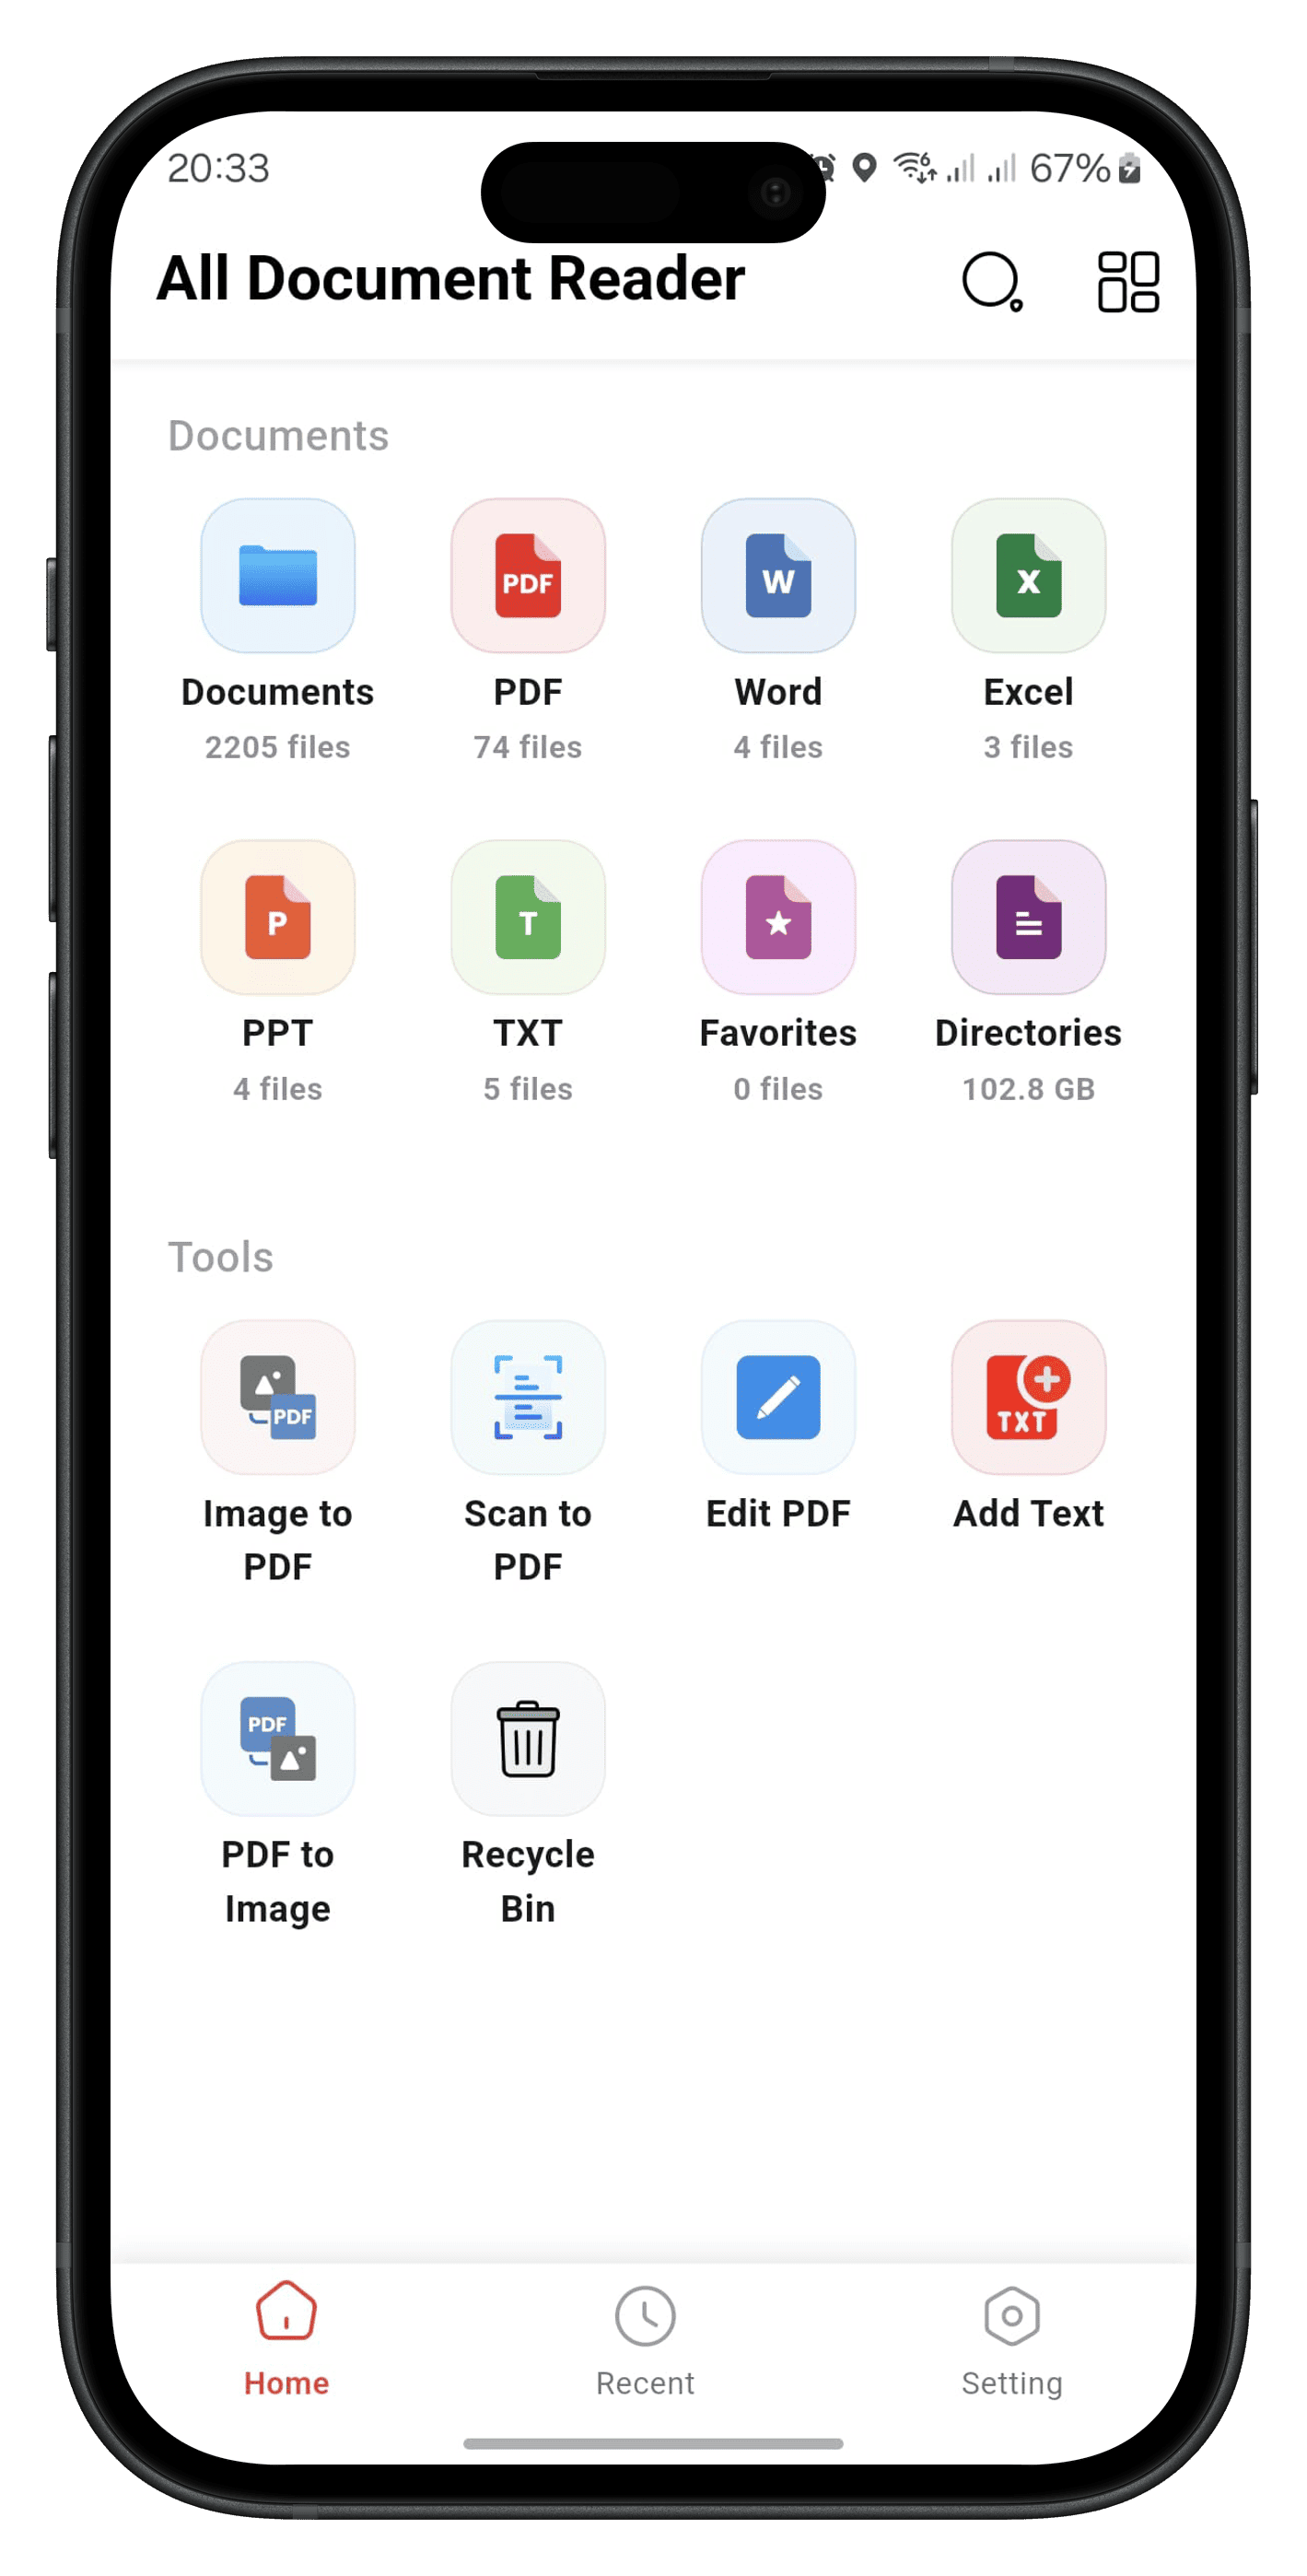 20:33 67%
All Document Reader
Documents
PDF W X
Documents PDF Word Excel
2205 files 74 files 4 files 3 files
P T
PPT TXT Favorites Directories
4 files 5 files 0 files 102.8 GB
Tools
PDF TXT
Image to PDF Scan to PDF Edit PDF Add Text
PDF
PDF to Image Recycle Bin
Home Recent Setting